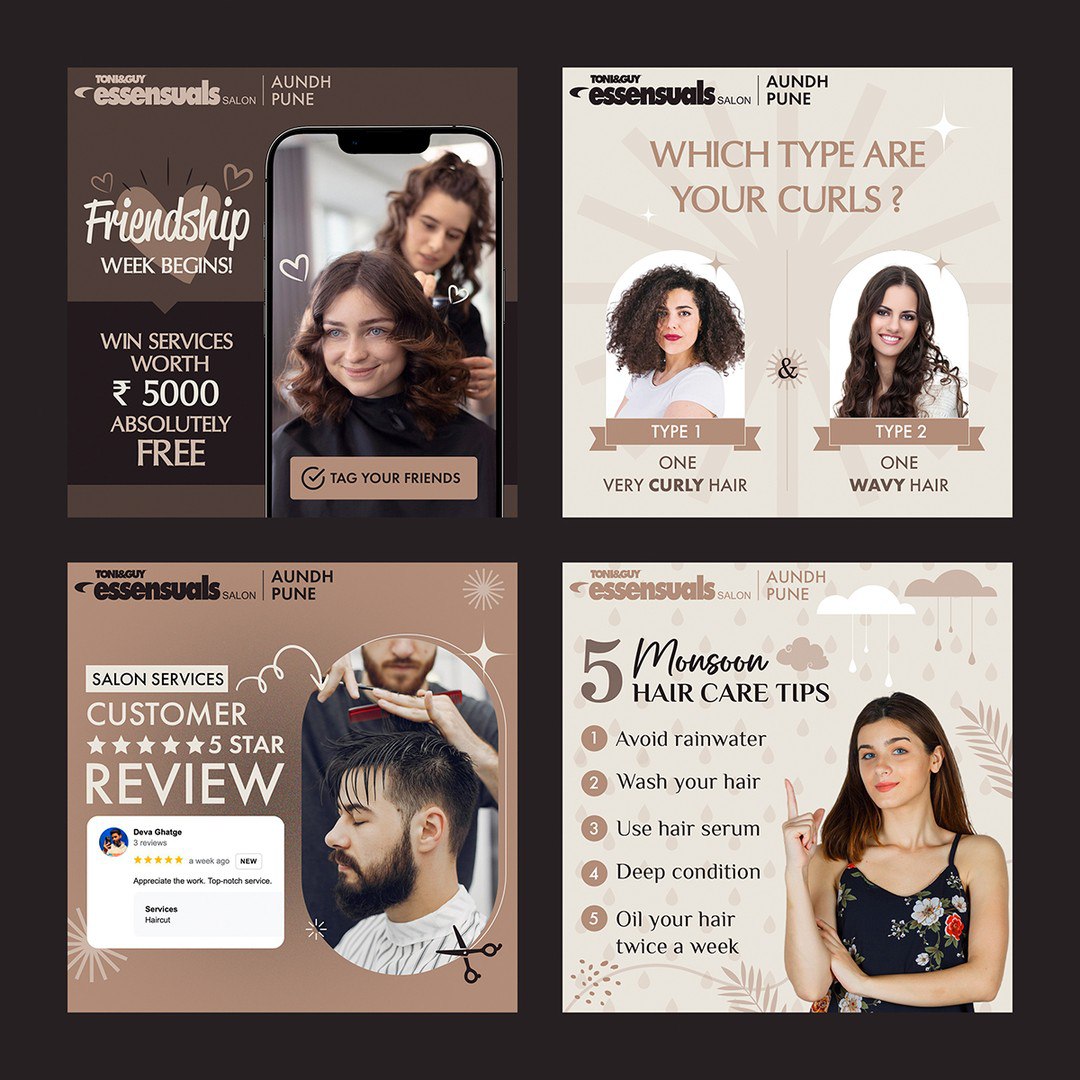 TONI&GUY
essensuals SALON
AUNDH
PUNE
Friendship
WEEK BEGINS!
WIN SERVICES
WORTH
₹ 5000
ABSOLUTELY
FREE
TAG YOUR FRIENDS
TONI&GUY
essensuals SALON
AUNDH
PUNE
WHICH TYPE ARE
YOUR CURLS ?
&
TYPE 1
ONE
VERY CURLY HAIR
TYPE 2
ONE
WAVY HAIR
TONI&GUY
essensuals SALON
AUNDH
PUNE
SALON SERVICES
CUSTOMER
★★★★★ 5 STAR
REVIEW
Deva Ghatge
3 reviews
★★★★★ a week ago NEW
Appreciate the work. Top-notch service.
Services
Haircut
TONI&GUY
essensuals SALON
AUNDH
PUNE
5 Monsoon
HAIR CARE TIPS
1 Avoid rainwater
2 Wash your hair
3 Use hair serum
4 Deep condition
5 Oil your hair
twice a week